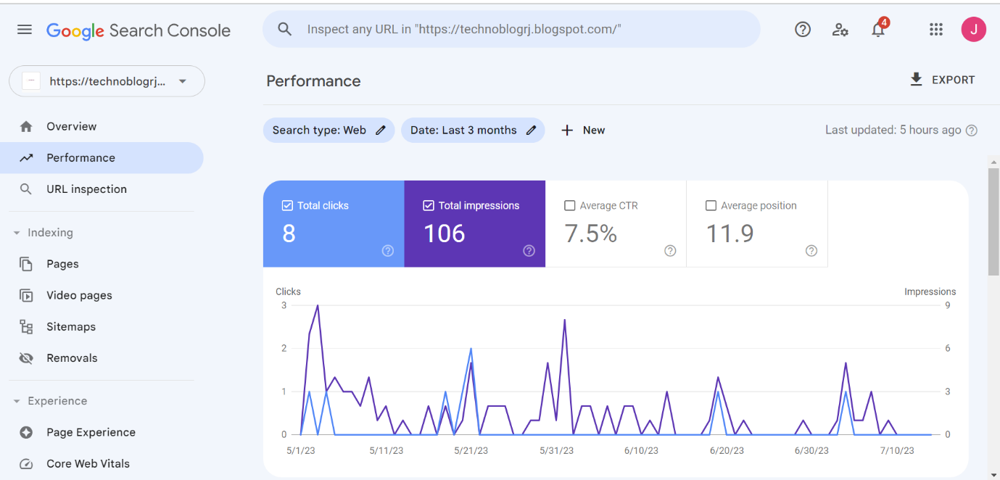 Google Search Console
Inspect any URL in "https://technoblogrj.blogspot.com/"
4
J
https://technoblogrj...
Performance
EXPORT
Overview
Performance
URL inspection
Indexing
Pages
Video pages
Sitemaps
Removals
Experience
Page Experience
Core Web Vitals
Search type: Web
Date: Last 3 months
New
Last updated: 5 hours ago
Total clicks
8
Total impressions
106
Average CTR
7.5%
Average position
11.9
Clicks
Impressions
3
9
2
6
1
3
0
0
5/1/23 5/11/23 5/21/23 5/31/23 6/10/23 6/20/23 6/30/23 7/10/23